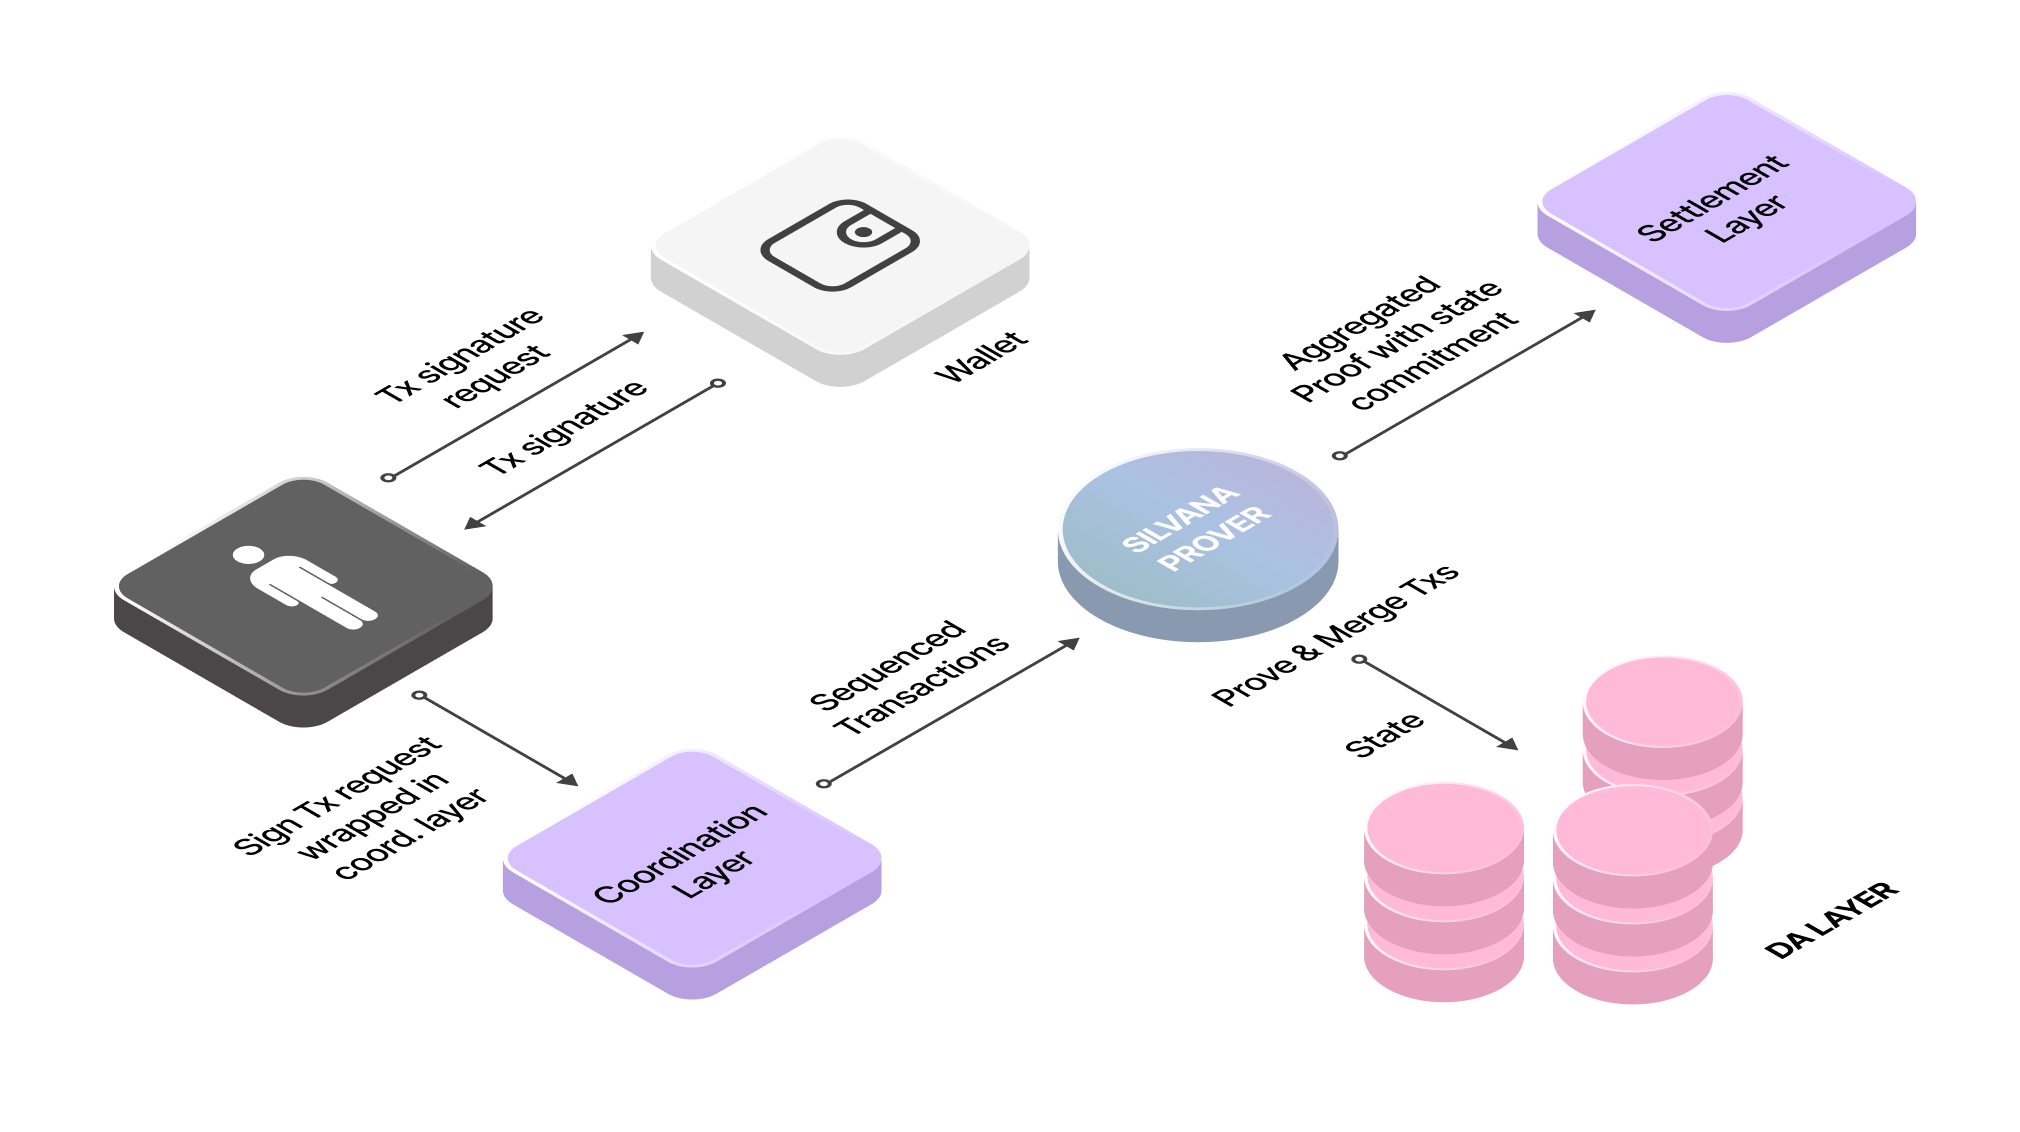 Tx signature
request
Tx signature
Wallet
Sign Tx request
wrapped in
coord. layer
Coordination
Layer
Sequenced
Transactions
SILVANA
PROVER
Prove & Merge Txs
Aggregated
Proof with state
commitment
Settlement
Layer
State
DA LAYER